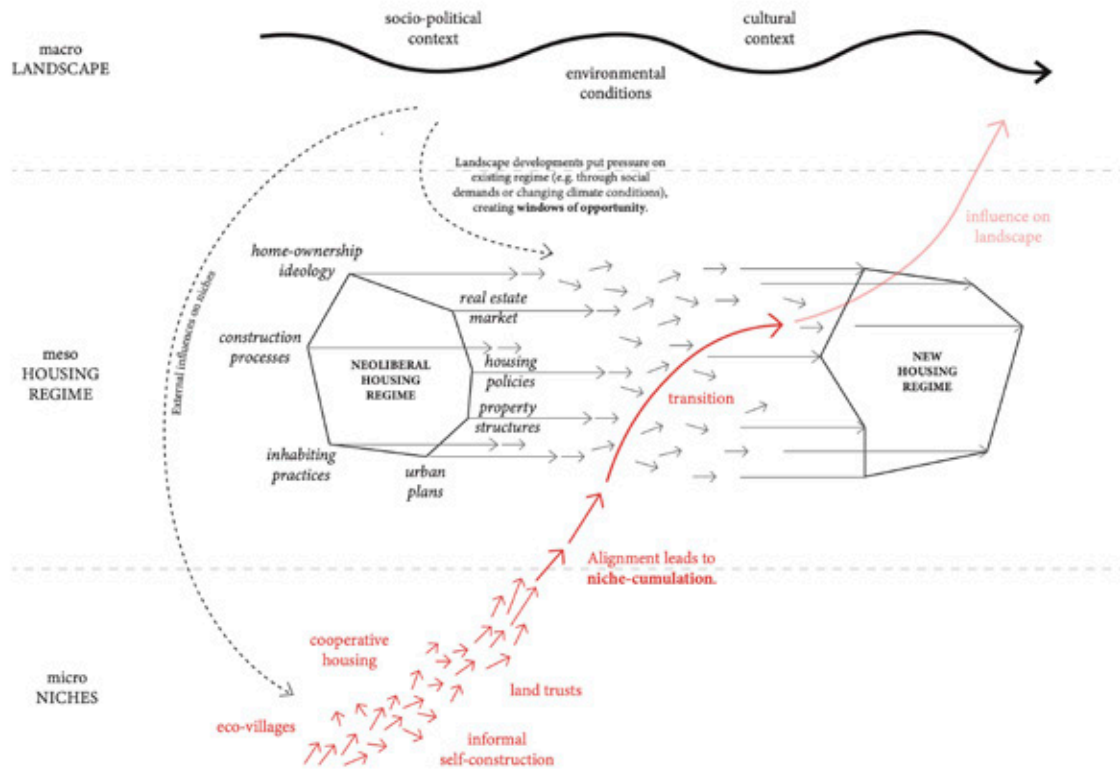 socio-political
context
cultural
context
macro
LANDSCAPE
environmental
conditions
Landscape developments put pressure on
existing regime (e.g. through social
demands or changing climate conditions),
creating windows of opportunity.
influence on
landscape
External influences on niches
home-ownership
ideology
real estate
market
construction
processes
meso
HOUSING
REGIME
NEOLIBERAL
HOUSING
REGIME
housing
policies
NEW
HOUSING
REGIME
transition
property
structures
inhabiting
practices
urban
plans
Alignment leads to
niche-cumulation.
cooperative
housing
micro
NICHES
land trusts
eco-villages
informal
self-construction